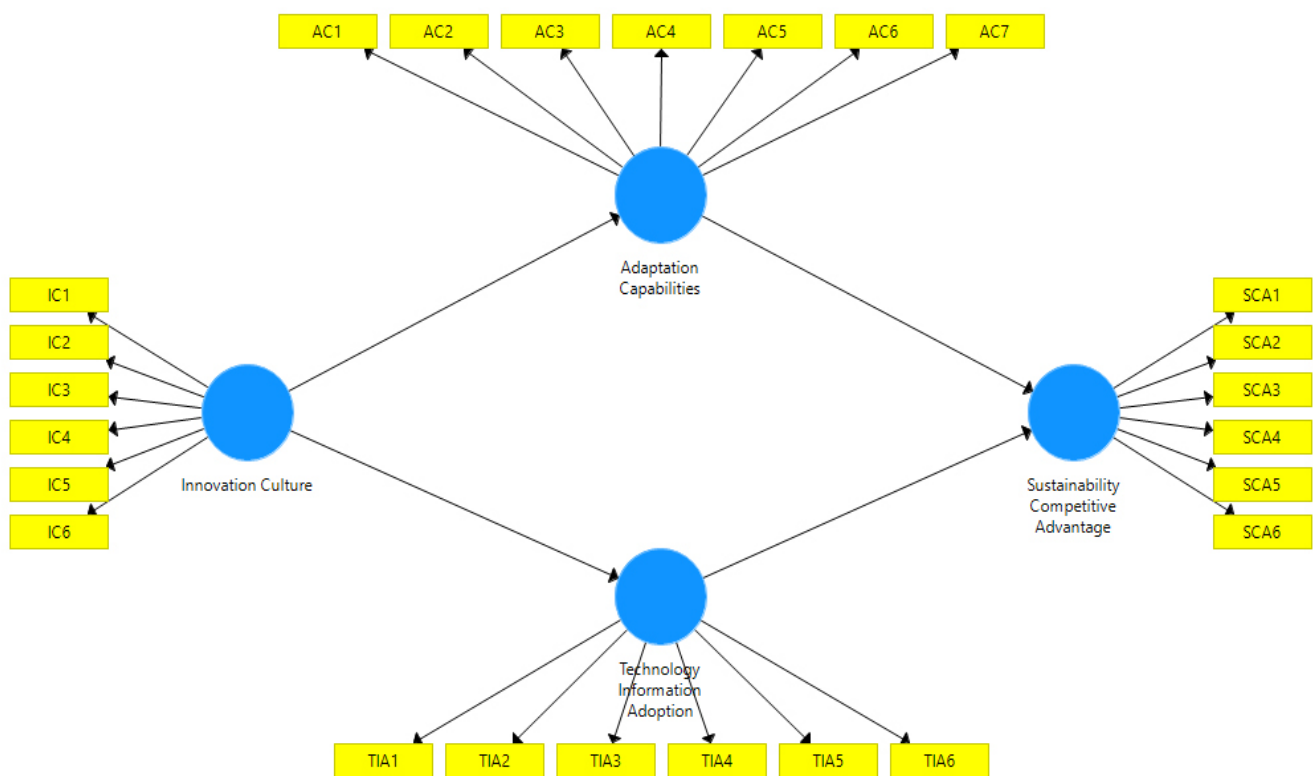 AC1 AC2 AC3 AC4 AC5 AC6 AC7
Adaptation
Capabilities
IC1
IC2
IC3
IC4
IC5
IC6
Innovation Culture
SCA1
SCA2
SCA3
SCA4
SCA5
SCA6
Sustainability
Competitive
Advantage
Technology
Information
Adoption
TIA1 TIA2 TIA3 TIA4 TIA5 TIA6